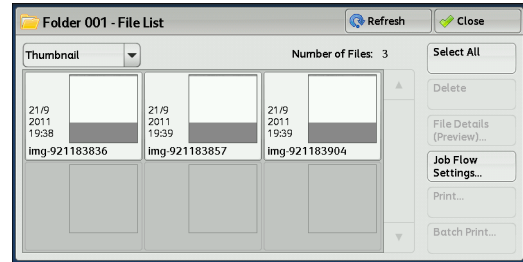 Folder 001 - File List
Refresh
Close
Thumbnail
Number of Files: 3
Select All
Delete
File Details
(Preview)...
Job Flow
Settings...
Print...
Batch Print...
21/9
2011
19:38
img-921183836
21/9
2011
19:39
img-921183857
21/9
2011
19:39
img-921183904